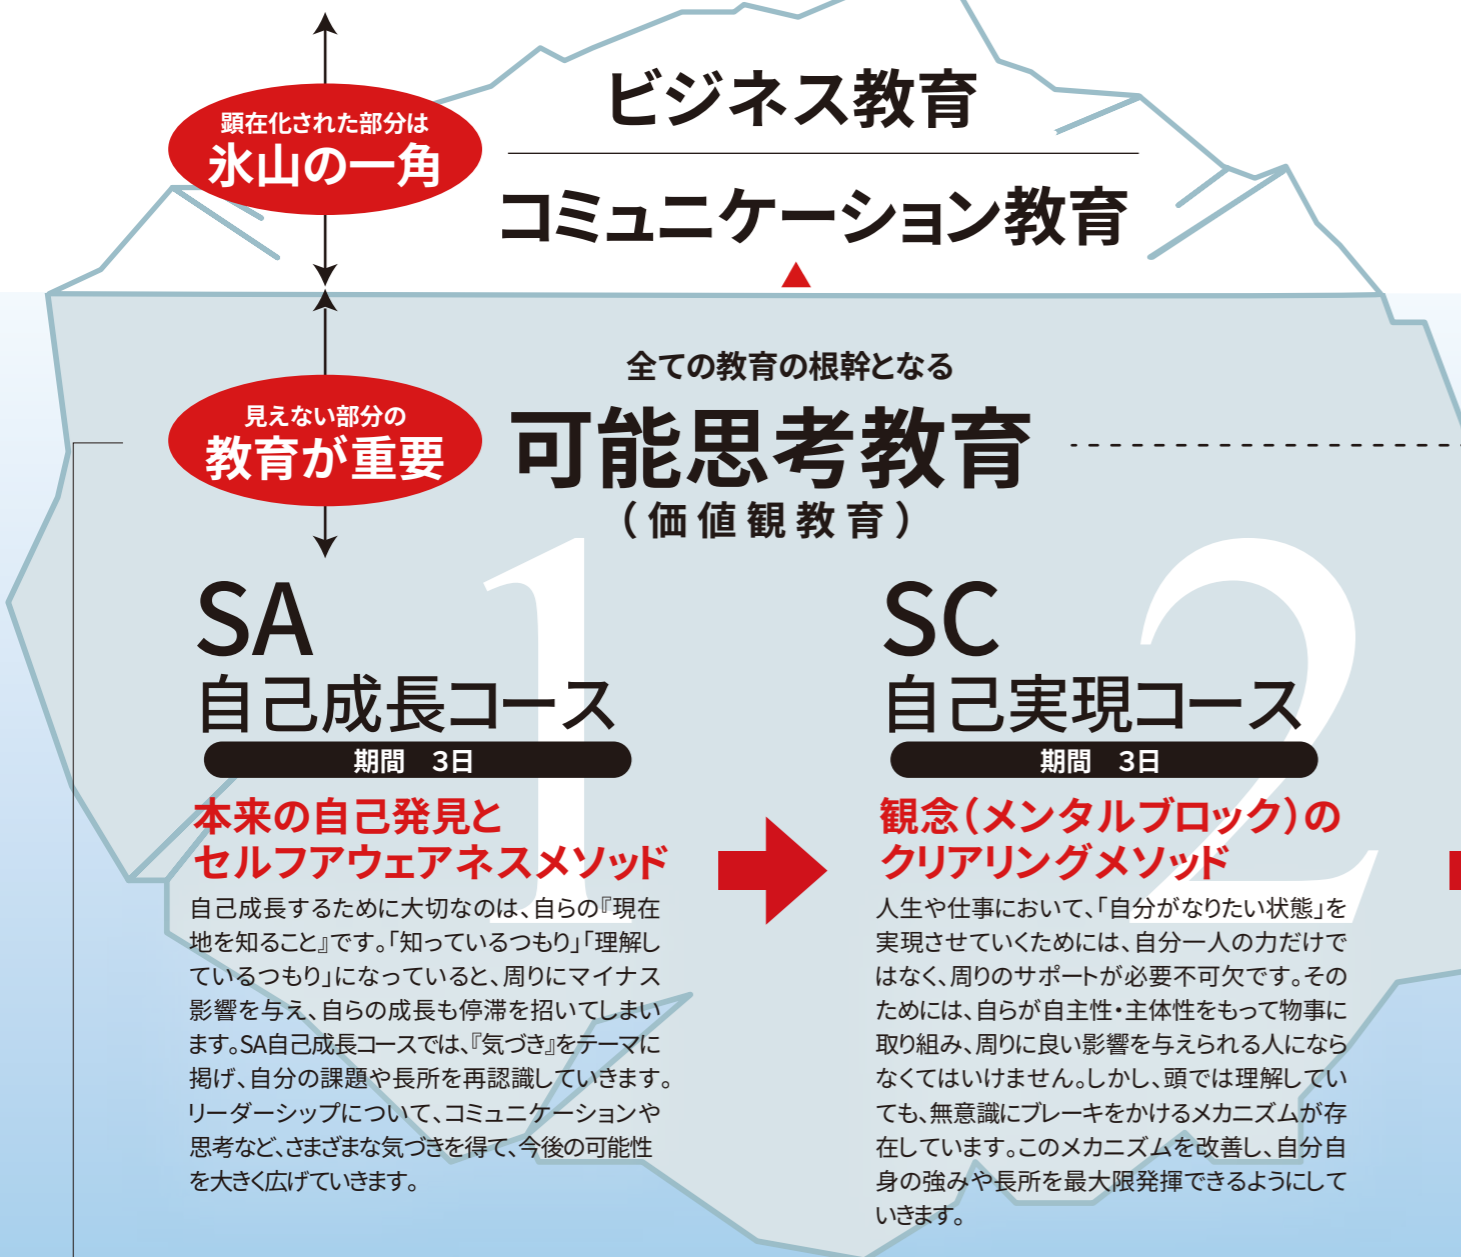 顕在化された部分は
氷山の一角
ビジネス教育
コミュニケーション教育
見えない部分の
教育が重要
全ての教育の根幹となる
可能思考教育
（価値観教育）
1
SA
自己成長コース
期間　3日
本来の自己発見と
セルフアウェアネスメソッド
自己成長するために大切なのは、自らの『現在
地を知ること』です。「知っているつもり」「理解し
ているつもり」になっていると、周りにマイナス
影響を与え、自らの成長も停滞を招いてしまい
ます。SA自己成長コースでは、『気づき』をテーマに
掲げ、自分の課題や長所を再認識していきます。
リーダーシップについて、コミュニケーションや
思考など、さまざまな気づきを得て、今後の可能性
を大きく広げていきます。
2
SC
自己実現コース
期間　3日
観念（メンタルブロック）の
クリアリングメソッド
人生や仕事において、「自分がなりたい状態」を
実現させていくためには、自分一人の力だけで
はなく、周りのサポートが必要不可欠です。その
ためには、自らが自主性・主体性をもって物事に
取り組み、周りに良い影響を与えられる人になら
なくてはいけません。しかし、頭では理解してい
ても、無意識にブレーキをかけるメカニズムが存
在しています。このメカニズムを改善し、自分自
身の強みや長所を最大限発揮できるようにして
いきます。